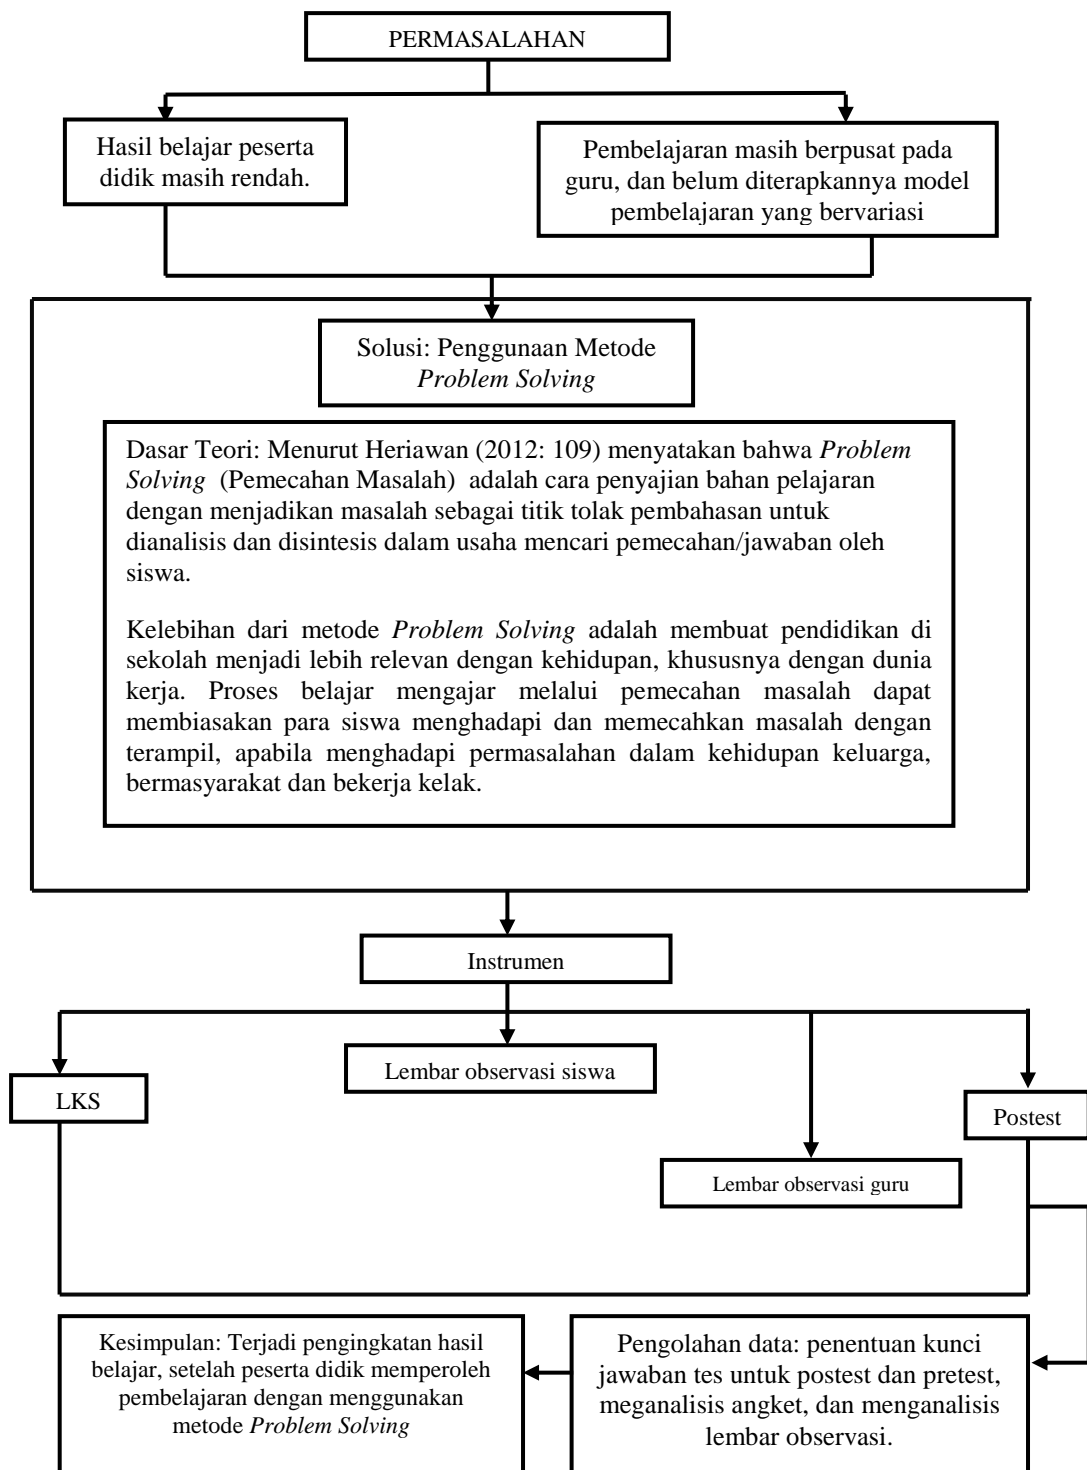 PERMASALAHAN
Hasil belajar peserta
didik masih rendah.
Pembelajaran masih berpusat pada
guru, dan belum diterapkannya model
pembelajaran yang bervariasi
Solusi: Penggunaan Metode
Problem Solving
Dasar Teori: Menurut Heriawan (2012: 109) menyatakan bahwa Problem
Solving (Pemecahan Masalah) adalah cara penyajian bahan pelajaran
dengan menjadikan masalah sebagai titik tolak pembahasan untuk
dianalisis dan disintesis dalam usaha mencari pemecahan/jawaban oleh
siswa.
Kelebihan dari metode Problem Solving adalah membuat pendidikan di
sekolah menjadi lebih relevan dengan kehidupan, khususnya dengan dunia
kerja. Proses belajar mengajar melalui pemecahan masalah dapat
membiasakan para siswa menghadapi dan memecahkan masalah dengan
terampil, apabila menghadapi permasalahan dalam kehidupan keluarga,
bermasyarakat dan bekerja kelak.
Instrumen
LKS
Lembar observasi siswa
Postest
Lembar observasi guru
Kesimpulan: Terjadi pengingkatan hasil
belajar, setelah peserta didik memperoleh
pembelajaran dengan menggunakan
metode Problem Solving
Pengolahan data: penentuan kunci
jawaban tes untuk postest dan pretest,
meganalisis angket, dan menganalisis
lembar observasi.